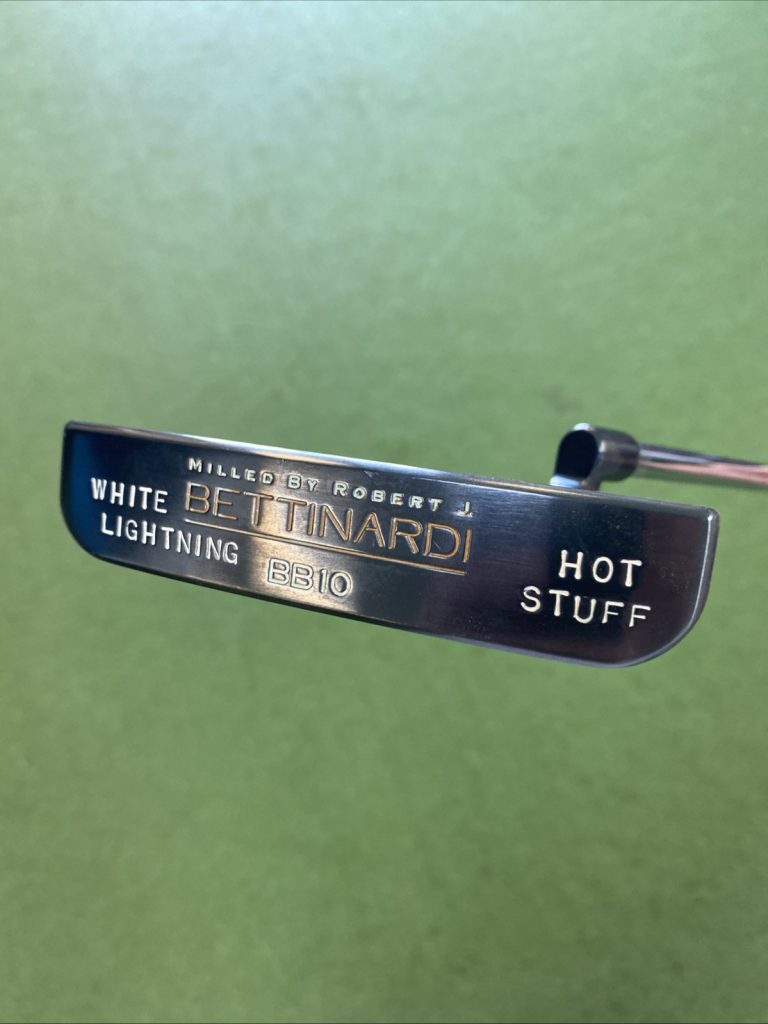 MILLED BY ROBERT J.
BETTINARDI
BB10
WHITE
LIGHTNING
HOT
STUFF